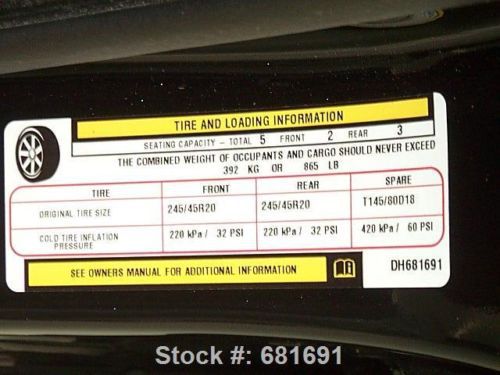 TIRE AND LOADING INFORMATION
SEATING CAPACITY - TOTAL 5 FRONT 2 REAR 3
THE COMBINED WEIGHT OF OCCUPANTS AND CARGO SHOULD NEVER EXCEED
392 KG OR 865 LB
TIRE FRONT REAR SPARE
ORIGINAL TIRE SIZE 245/45R20 245/45R20 T145/80D18
COLD TIRE INFLATION PRESSURE 220 kPa / 32 PSI 220 kPa / 32 PSI 420 kPa / 60 PSI
SEE OWNERS MANUAL FOR ADDITIONAL INFORMATION DH681691
Stock #: 681691